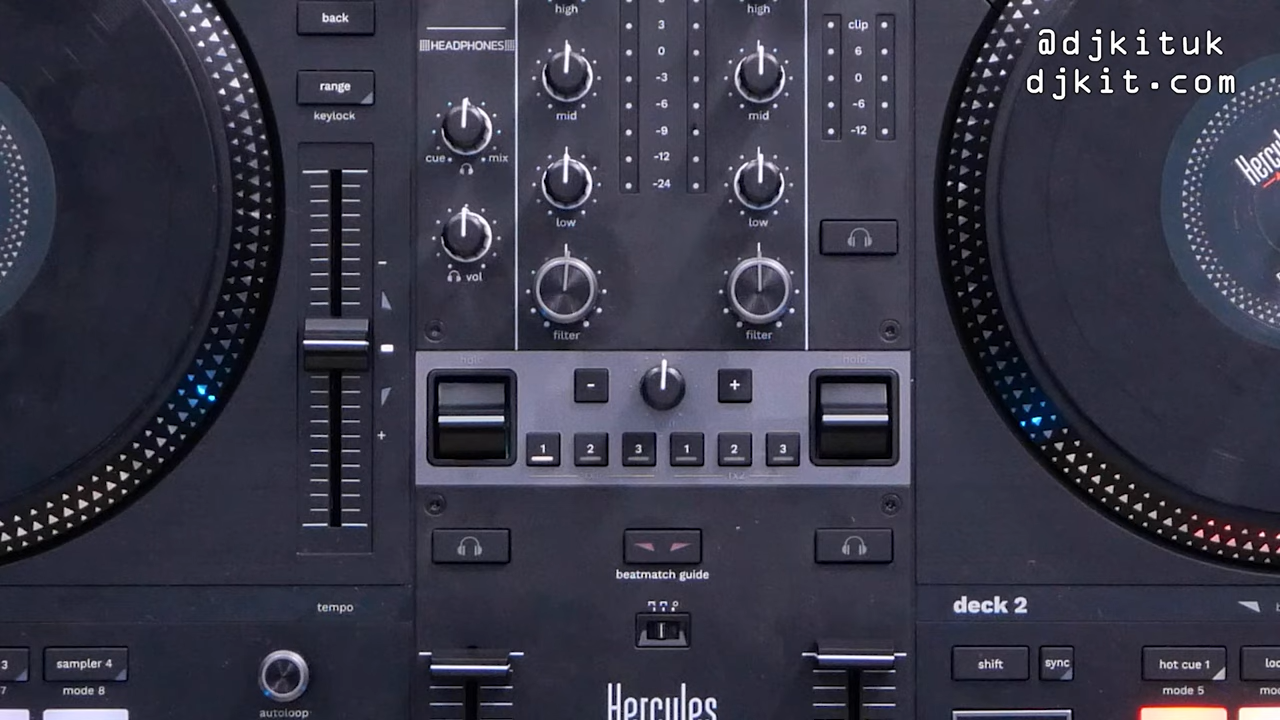 @djkituk
djkit.com
back
range
keylock
HEADPHONES
cue
mix
vol
high
mid
low
filter
3
0
-3
-6
-9
-12
-24
high
mid
low
filter
clip
6
0
-6
-12
-
+
-
+
1
2
3
1
2
3
beatmatch guide
tempo
3
7
sampler 4
mode 8
autoloop
Hercules
deck 2
shift
sync
hot cue 1
mode 5